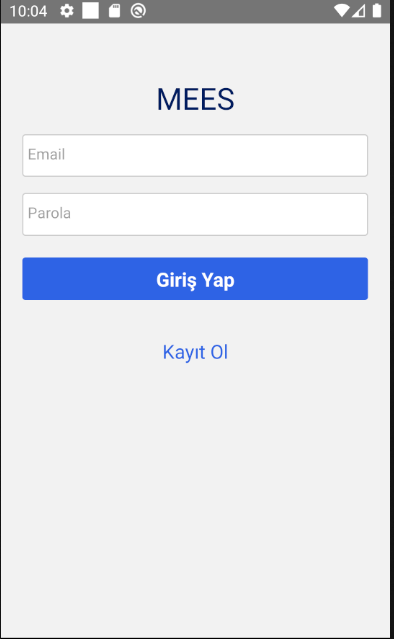 10:04
MEES
Email
Parola
Giriş Yap
Kayıt Ol